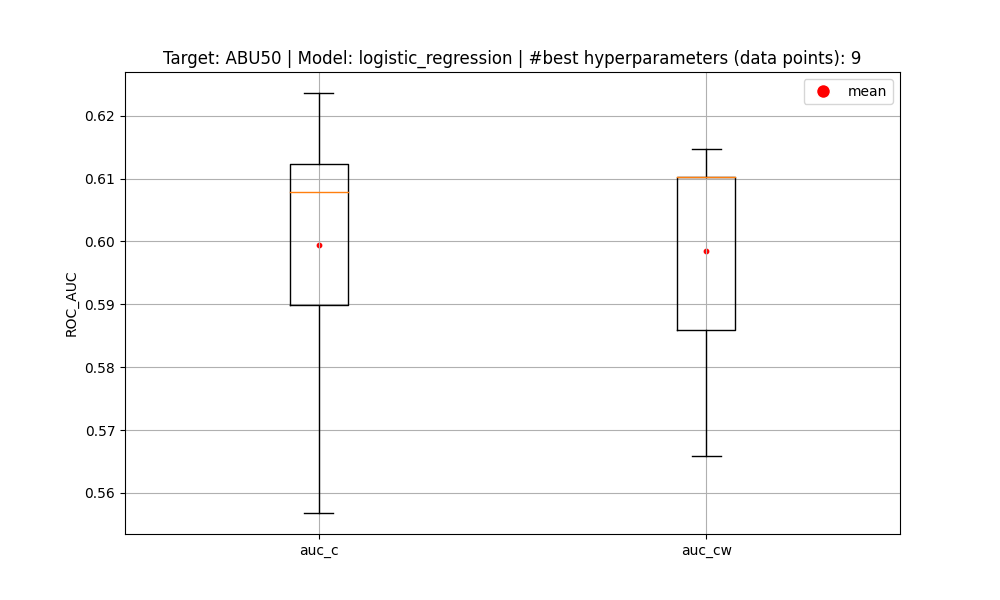 Target: ABU50 | Model: logistic_regression | #best hyperparameters (data points): 9
mean
ROC_AUC
0.62
0.61
0.60
0.59
0.58
0.57
0.56
auc_c
auc_cw